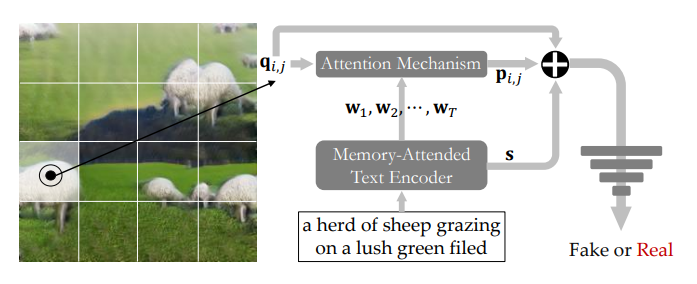 q_{i,j}
Attention Mechanism
p_{i,j}
w_1, w_2, ⋯, w_T
Memory-Attended
Text Encoder
s
a herd of sheep grazing
on a lush green filed
Fake or Real